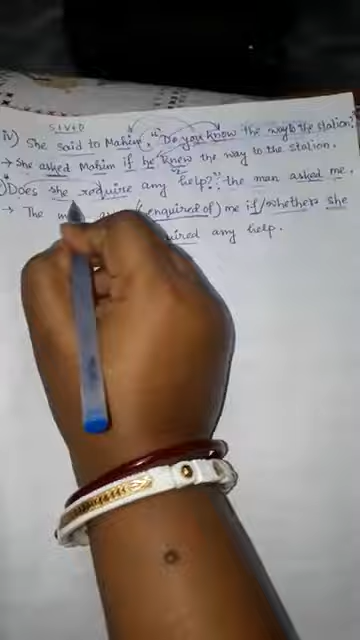 S+V+O
iv) She said to Mahim, "Do you know the way to the station?
→ She asked Mahim if he knew the way to the station.
"Does she require any help?", the man asked me.
→ The (enquired of) me if/whether she
any help.